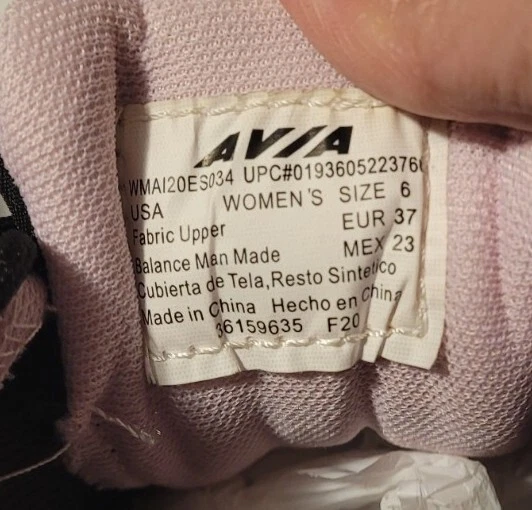 AVIA
WMAI20ES034 UPC#019360522376
USA WOMEN'S SIZE 6
Fabric Upper EUR 37
Balance Man Made MEX 23
Cubierta de Tela,Resto Sintetico
Made in China Hecho en China
36159635 F20